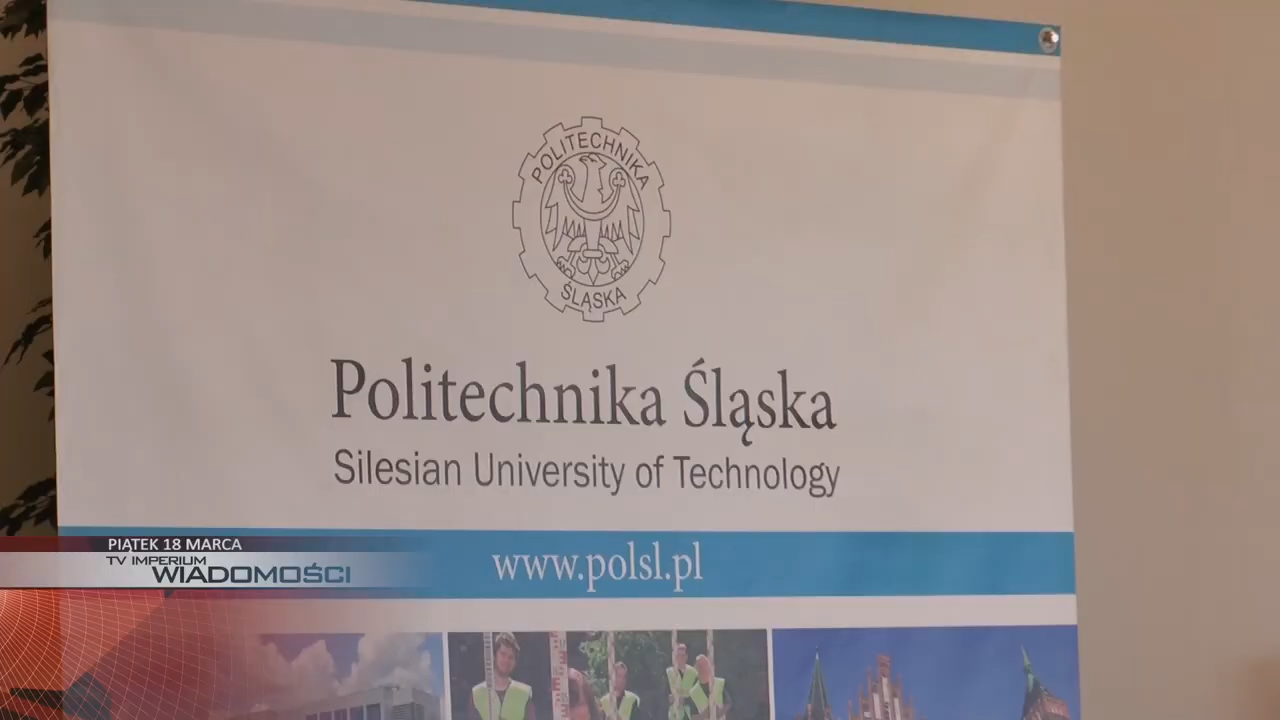 POLITECHNIKA
ŚLĄSKA
Politechnika Śląska
Silesian University of Technology
www.polsl.pl
PIĄTEK 18 MARCA
TV IMPERIUM
WIADOMOŚCI